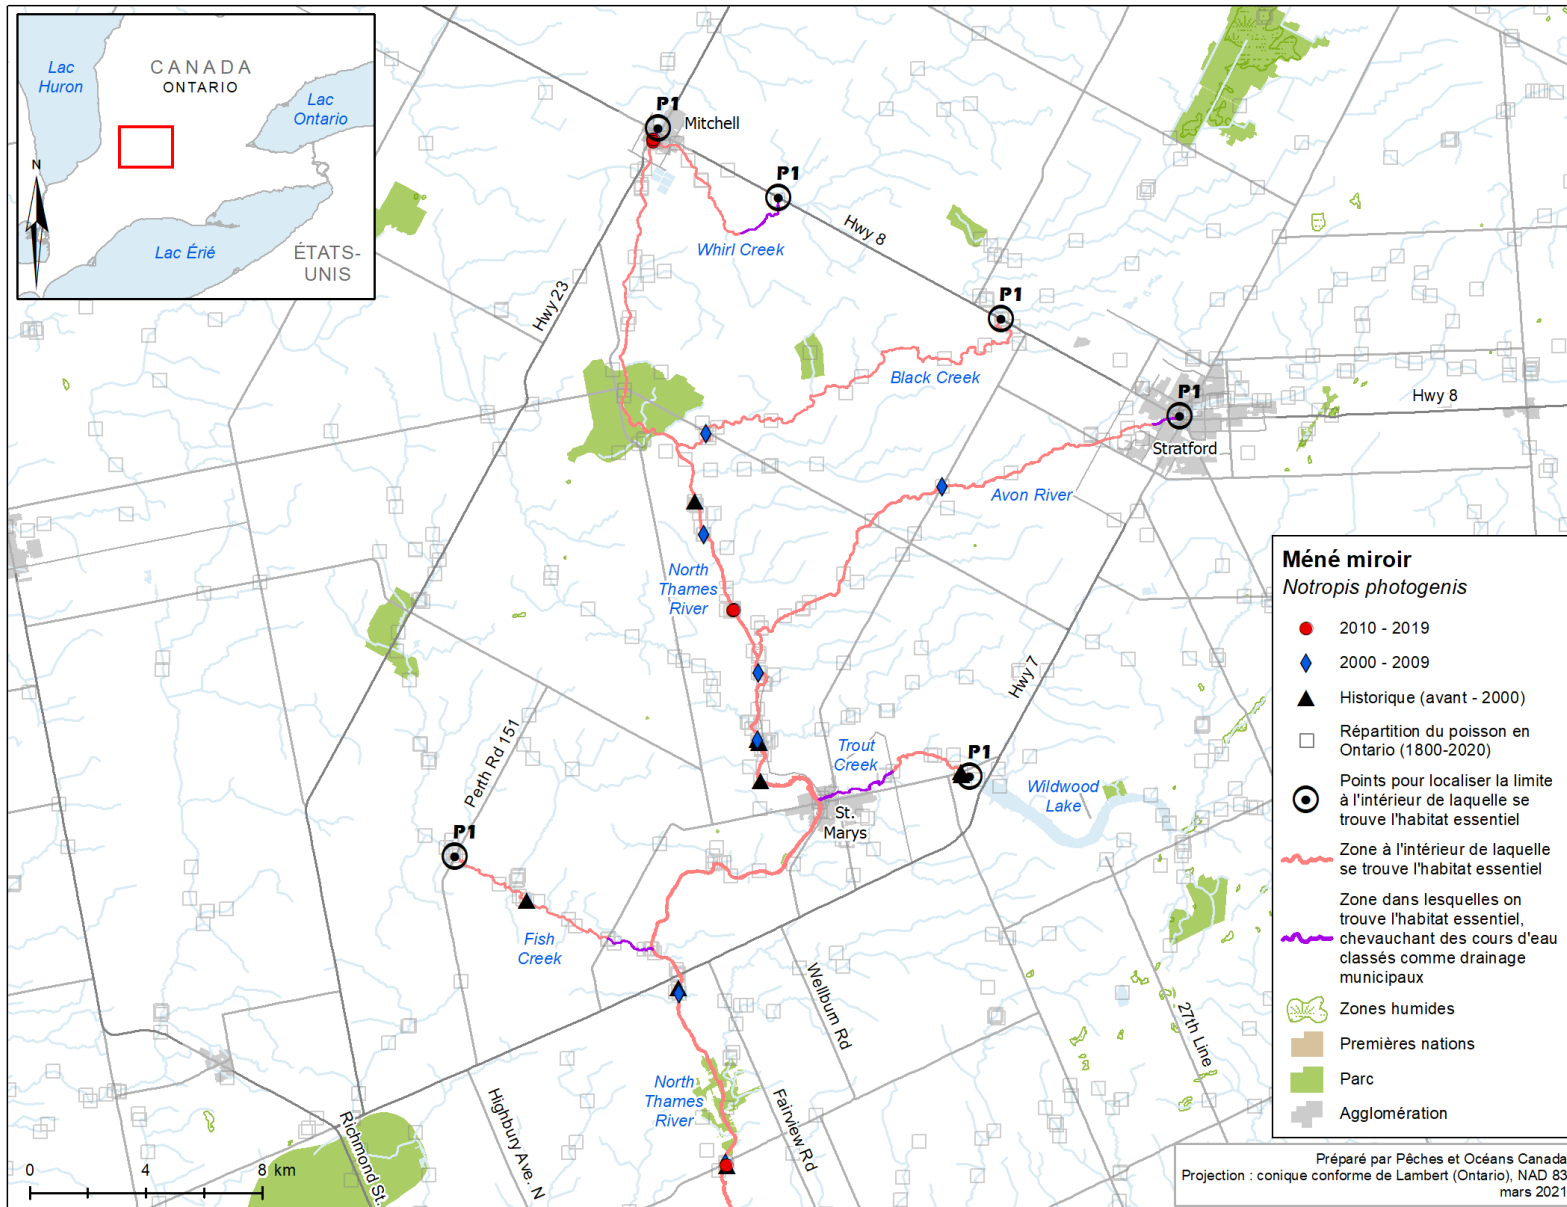 Lac
Huron
CANADA
ONTARIO
Lac
Ontario
N
Lac Érié
ÉTATS-
UNIS
P1
Mitchell
P1
Hwy 8
Whirl Creek
Hwy 23
P1
Black Creek
P1
Hwy 8
Stratford
Avon River
North
Thames
River
Hwy 7
Perth Rd 151
Trout
Creek
P1
Wildwood
Lake
St.
Marys
P1
Fish
Creek
Wellburn Rd
27th Line
North
Thames
River
Fairview Rd
Highbury Ave. N
Richmond St.
0 4 8 km
Méné miroir
Notropis photogenis
2010 - 2019
2000 - 2009
Historique (avant - 2000)
Répartition du poisson en
Ontario (1800-2020)
Points pour localiser la limite
à l'intérieur de laquelle se
trouve l'habitat essentiel
Zone à l'intérieur de laquelle
se trouve l'habitat essentiel
Zone dans lesquelles on
trouve l'habitat essentiel,
chevauchant des cours d'eau
classés comme drainage
municipaux
Zones humides
Premières nations
Parc
Agglomération
Préparé par Pêches et Océans Canada
Projection : conique conforme de Lambert (Ontario), NAD 83
mars 2021